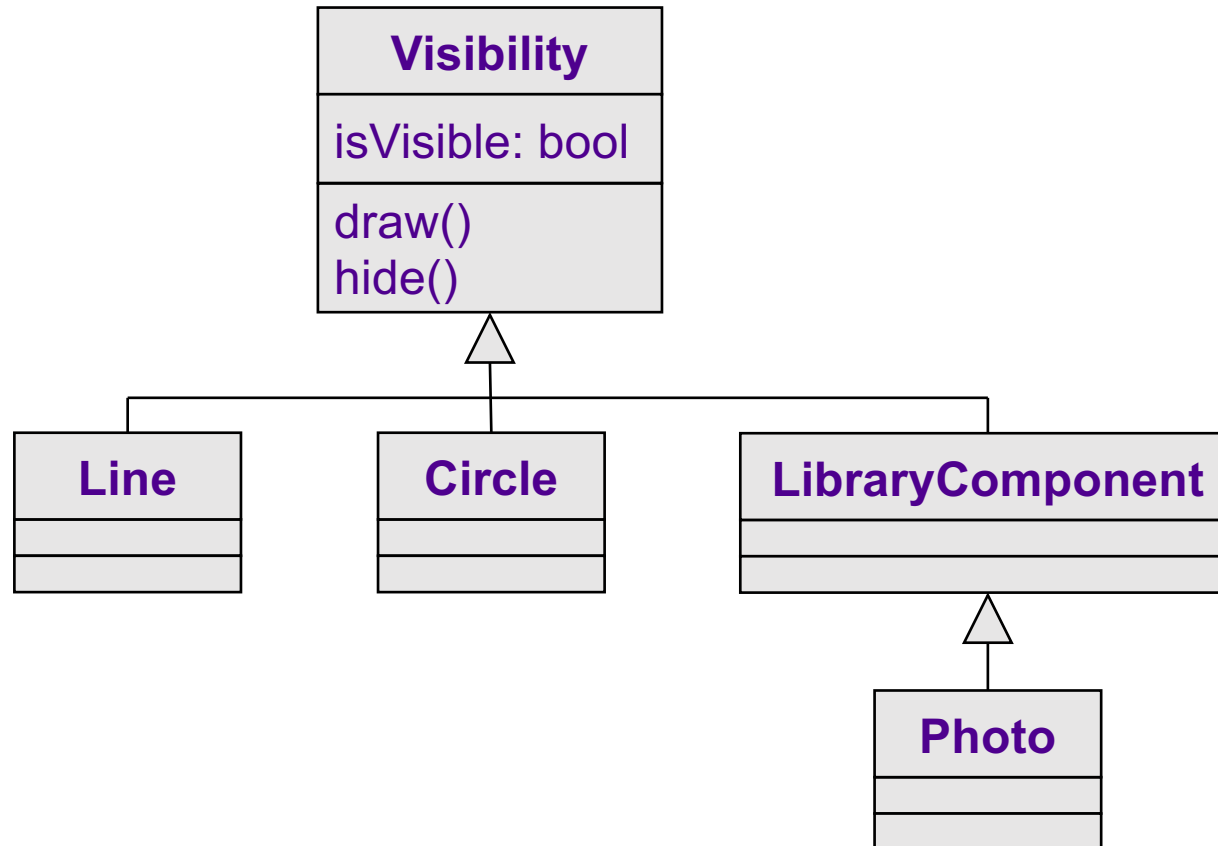 Visibility
isVisible: bool
draw()
hide()
Line
Circle
LibraryComponent
Photo